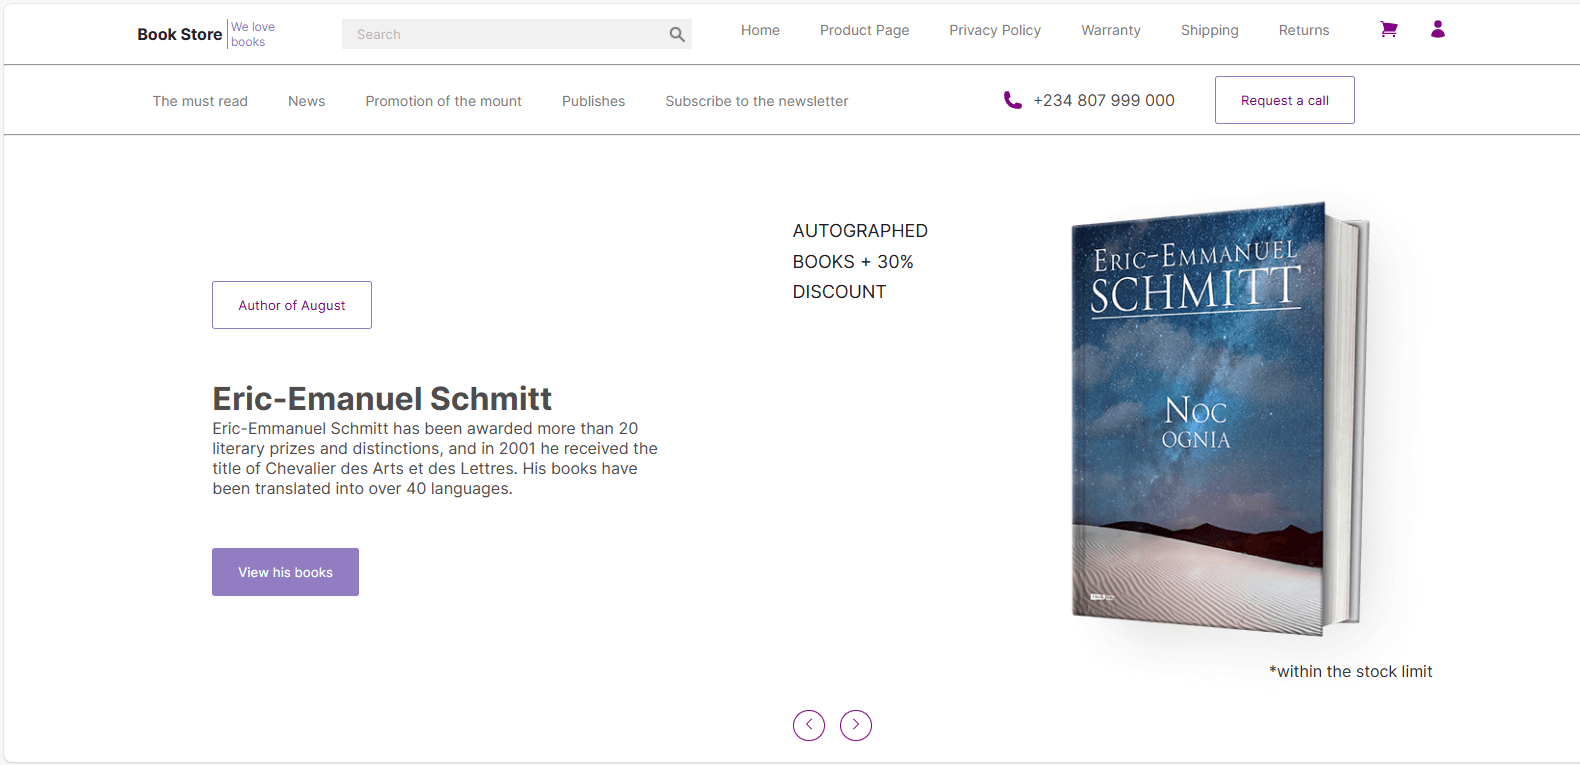 Book Store
We love
books
Search
Home Product Page Privacy Policy Warranty Shipping Returns
The must read News Promotion of the mount Publishes Subscribe to the newsletter
+234 807 999 000
Request a call
Author of August
Eric-Emanuel Schmitt
Eric-Emmanuel Schmitt has been awarded more than 20
literary prizes and distinctions, and in 2001 he received the
title of Chevalier des Arts et des Lettres. His books have
been translated into over 40 languages.
View his books
AUTOGRAPHED
BOOKS + 30%
DISCOUNT
ERIC-EMMANUEL
SCHMITT
NOC
OGNIA
*within the stock limit